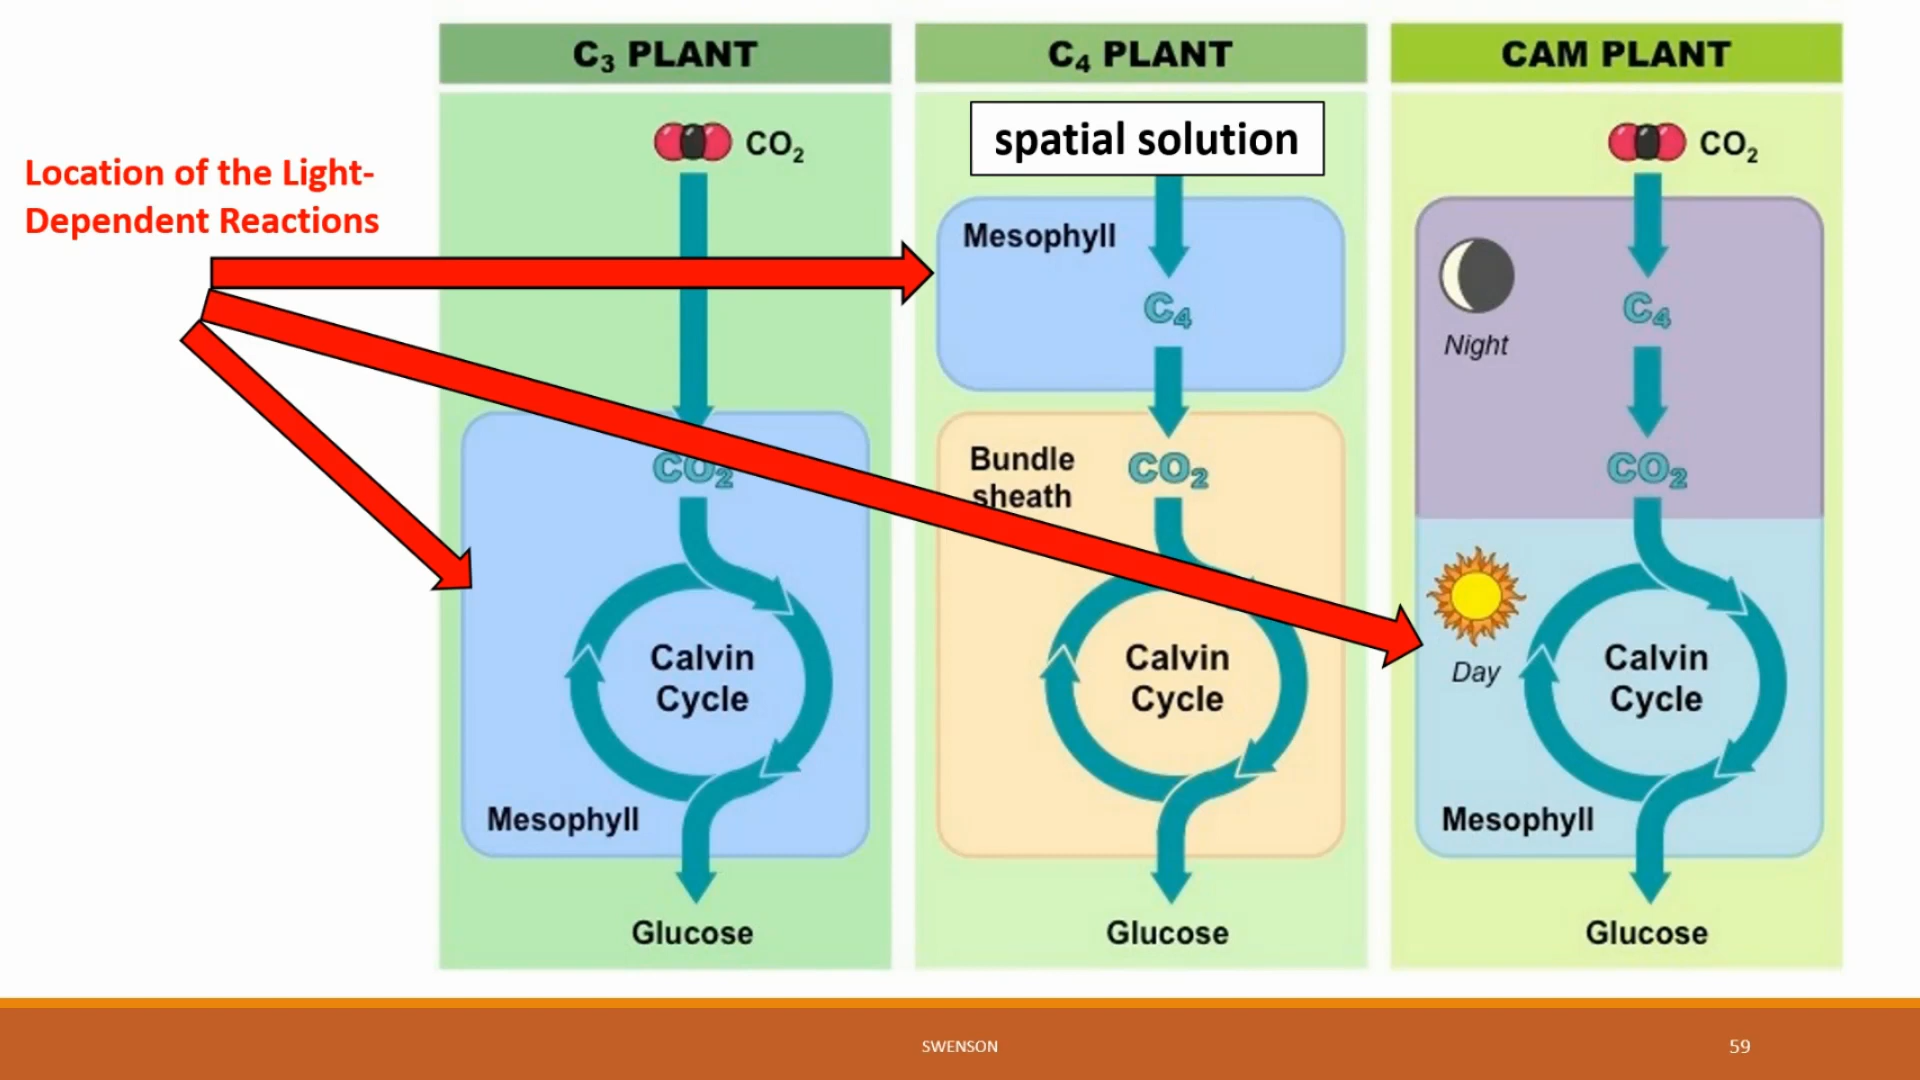 C₃ PLANT
C₄ PLANT
CAM PLANT
Location of the Light-
Dependent Reactions
CO₂
CO₂
Calvin
Cycle
Mesophyll
Glucose
spatial solution
Mesophyll
C₄
Bundle
sheath
CO₂
Calvin
Cycle
Glucose
CO₂
C₄
Night
CO₂
Day
Calvin
Cycle
Mesophyll
Glucose
SWENSON
59